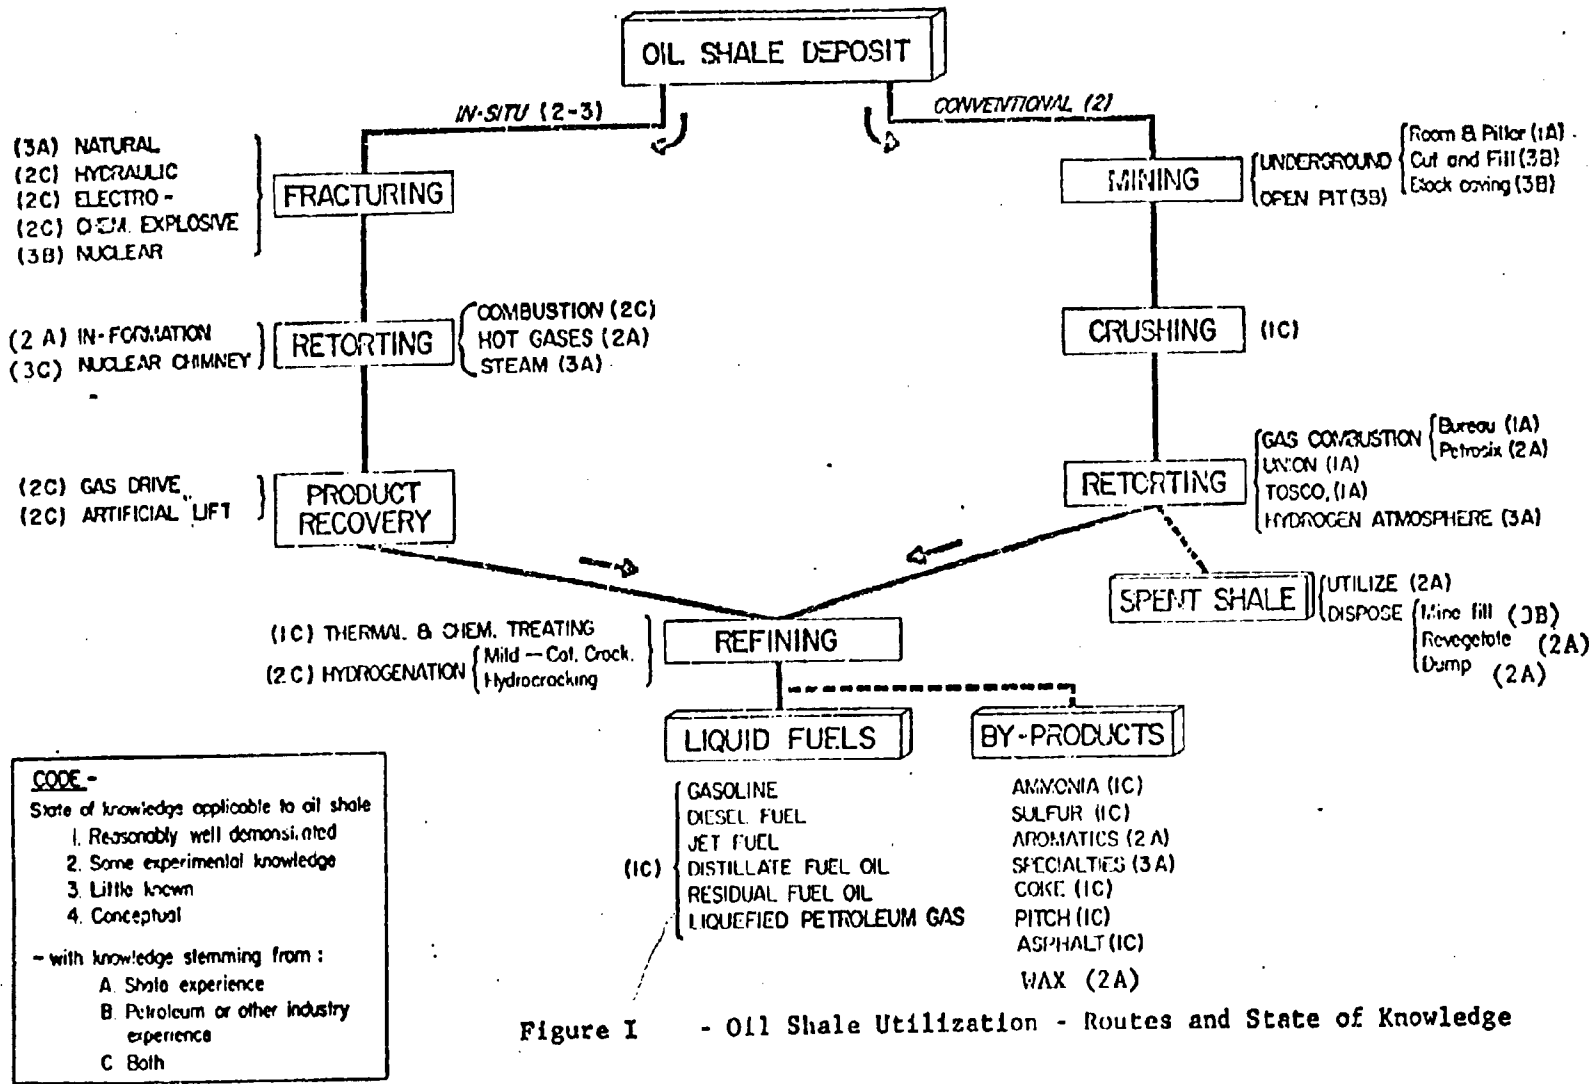 OIL SHALE DEPOSIT
IN-SITU (2-3)
CONVENTIONAL (2)
(3A) NATURAL
(2C) HYDRAULIC
(2C) ELECTRO -
(2C) CHEM. EXPLOSIVE
(3B) NUCLEAR
FRACTURING
MINING
UNDERGROUND
Room & Pillar (1A)
Cut and Fill (3B)
Block caving (3B)
OPEN PIT (3B)
(2A) IN-FORMATION
(3C) NUCLEAR CHIMNEY
RETORTING
COMBUSTION (2C)
HOT GASES (2A)
STEAM (3A)
CRUSHING
(1C)
(2C) GAS DRIVE
(2C) ARTIFICIAL LIFT
PRODUCT
RECOVERY
RETORTING
GAS COMBUSTION
Bureau (1A)
Petrosix (2A)
UNION (1A)
TOSCO, (1A)
HYDROGEN ATMOSPHERE (3A)
SPENT SHALE
UTILIZE (2A)
DISPOSE
Mine fill (3B)
Revegetate (2A)
Dump (2A)
(1C) THERMAL & CHEM. TREATING
(2C) HYDROGENATION
Mild - Cat. Crack.
Hydrocracking
REFINING
LIQUID FUELS
(1C)
GASOLINE
DIESEL FUEL
JET FUEL
DISTILLATE FUEL OIL
RESIDUAL FUEL OIL
LIQUEFIED PETROLEUM GAS
BY-PRODUCTS
AMMONIA (1C)
SULFUR (1C)
AROMATICS (2A)
SPECIALTIES (3A)
COKE (1C)
PITCH (1C)
ASPHALT (1C)
WAX (2A)
CODE -
State of knowledge applicable to oil shale
1. Reasonably well demonstrated
2. Some experimental knowledge
3. Little known
4. Conceptual
- with knowledge stemming from :
A. Shale experience
B. Petroleum or other industry
experience
C Both
Figure I - Oil Shale Utilization - Routes and State of Knowledge